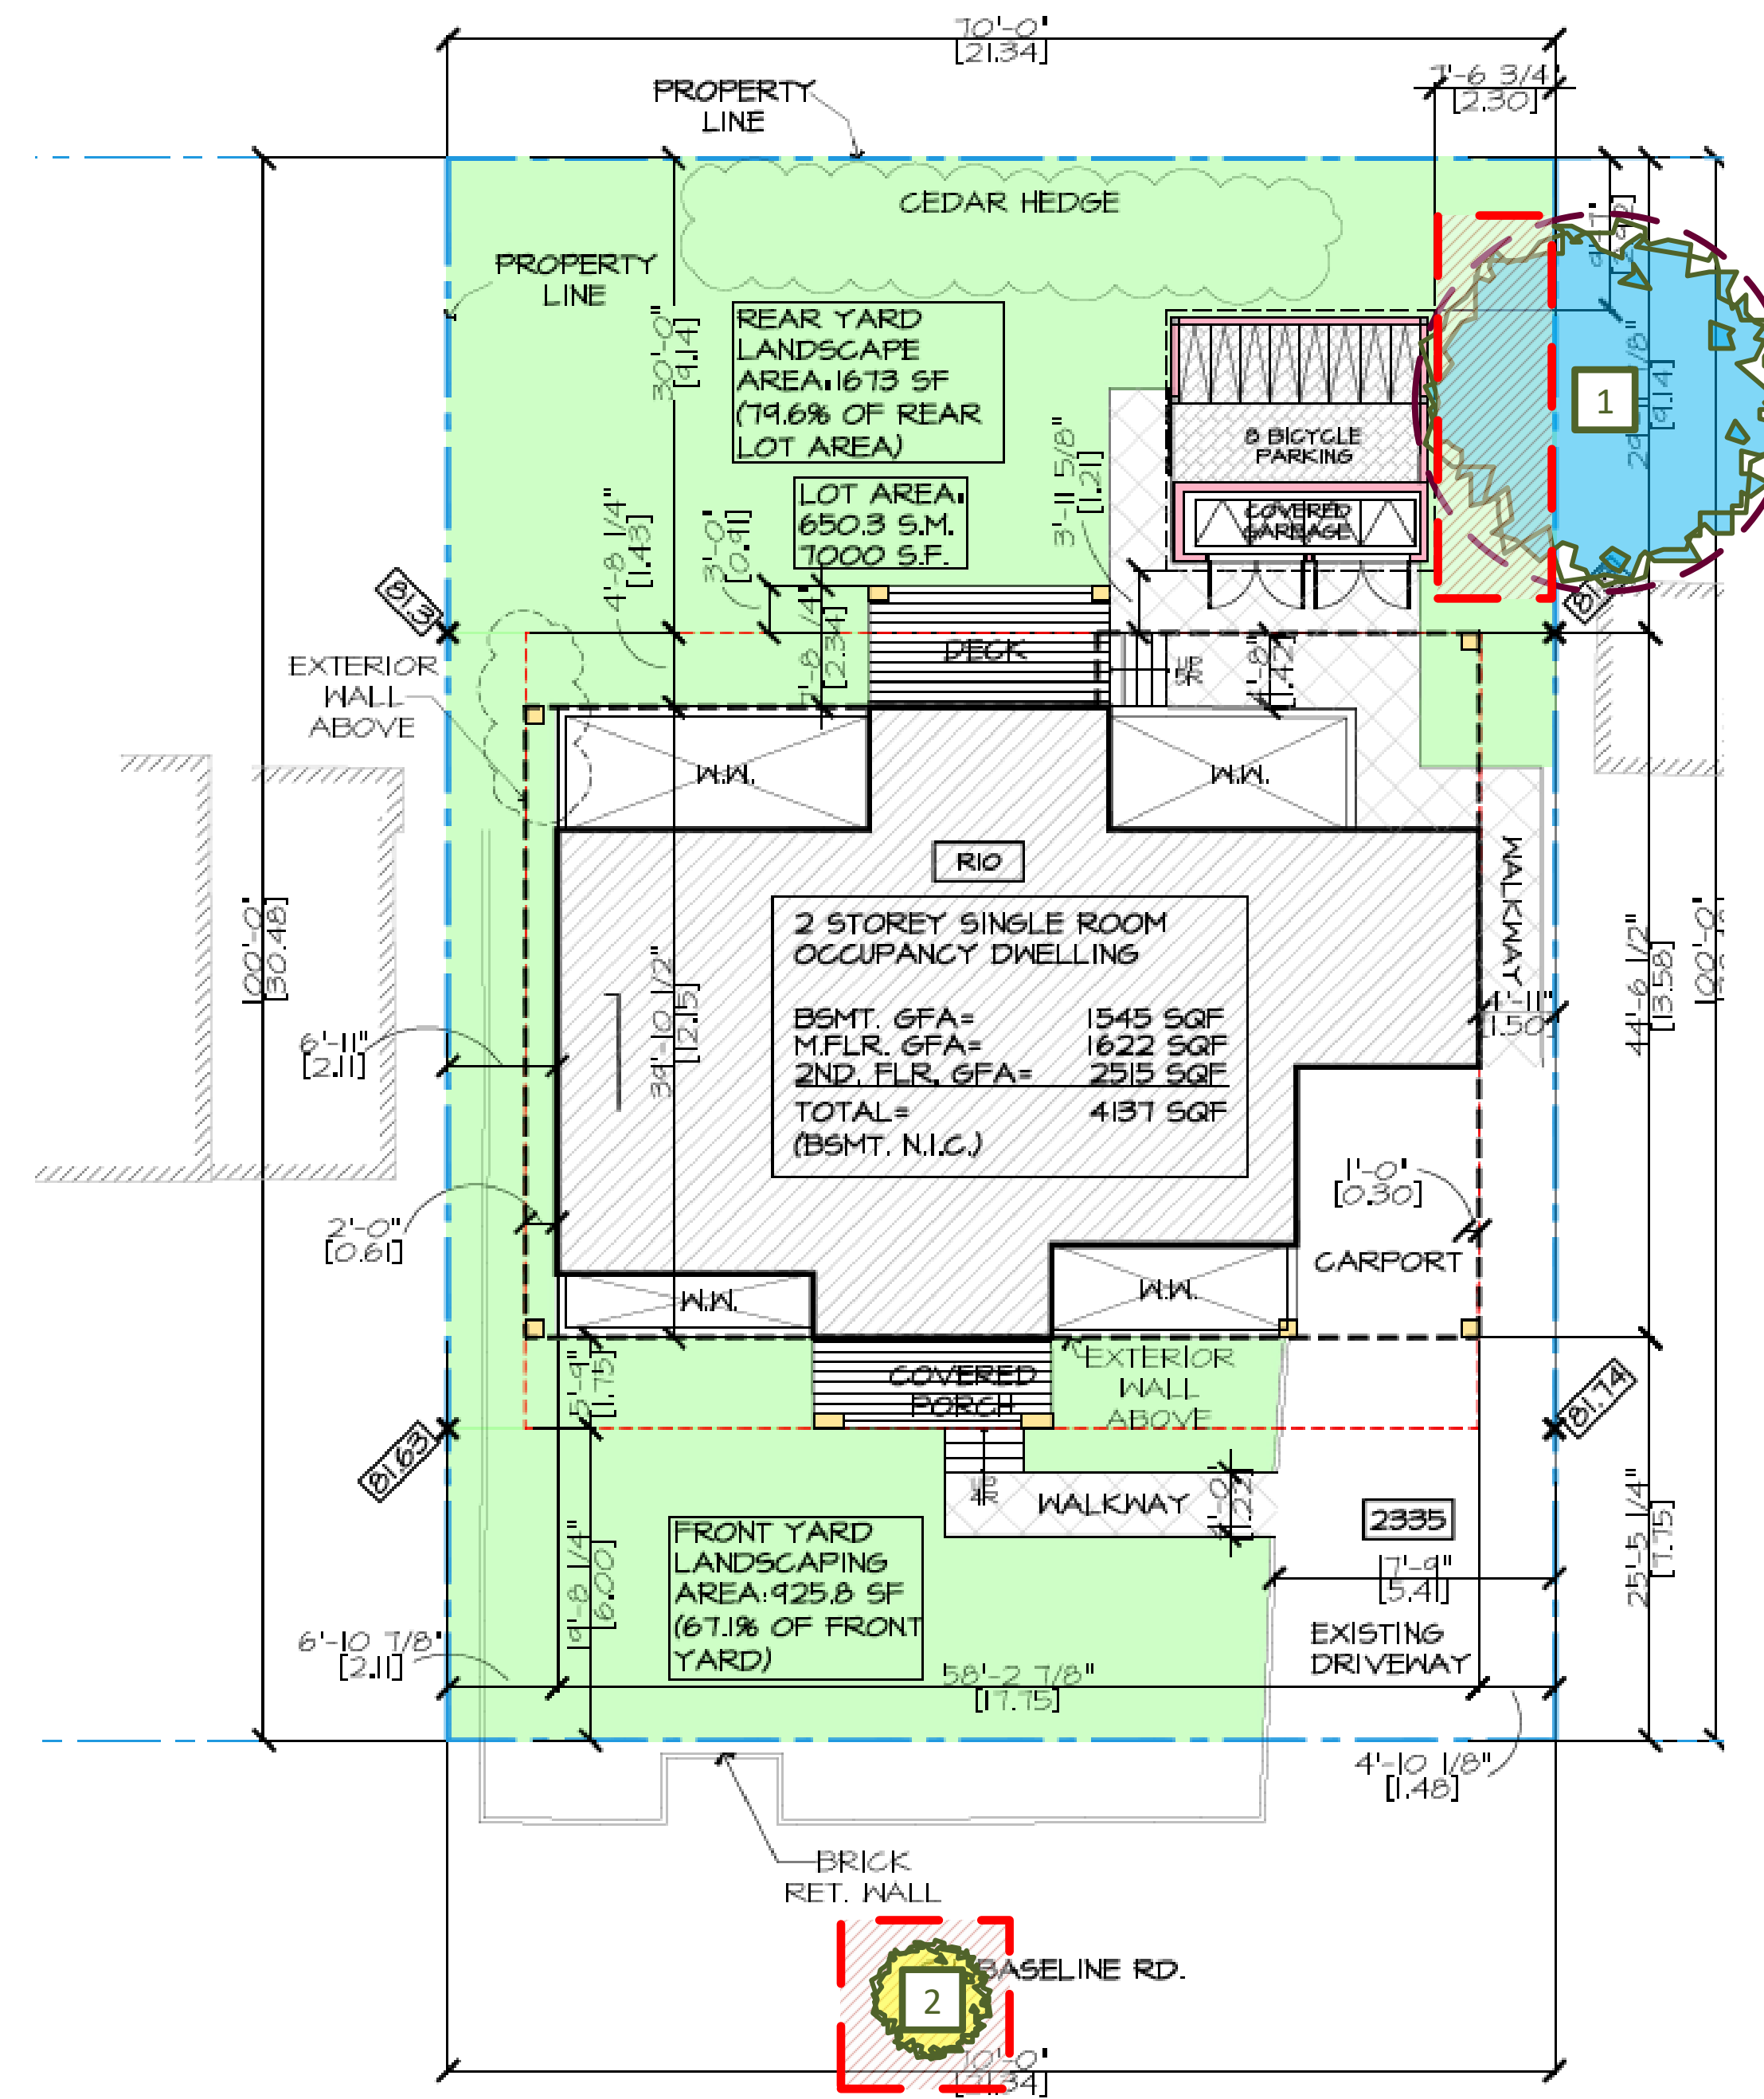 70'-0"
[21.34]
7'-6 3/4"
[2.30]
PROPERTY
LINE
CEDAR HEDGE
PROPERTY
LINE
REAR YARD
LANDSCAPE
AREA:1673 SF
(79.6% OF REAR
LOT AREA)
30'-0"
[9.14]
[9.14]
1
8 BICYCLE
PARKING
COVERED
GARBAGE
LOT AREA:
650.3 S.M.
7000 S.F.
3'-11 5/8"
[1.21]
4'-8 1/4"
[1.43]
3'-0"
[0.91]
7'-8 1/4"
[2.34]
81.3
EXTERIOR
WALL
ABOVE
DECK
4'-8"
[1.42]
W.W.
W.W.
R10
2 STOREY SINGLE ROOM
OCCUPANCY DWELLING
BSMT. GFA= 1545 SQF
M.FLR. GFA= 1622 SQF
2ND. FLR. GFA= 2515 SQF
TOTAL= 4137 SQF
(BSMT. N.I.C.)
WALKWAY
100'-0"
[30.48]
39'-10 1/2"
[12.15]
44'-6 1/2"
[13.58]
100'-0"
4'-11"
[1.50]
6'-11"
[2.11]
2'-0"
[0.61]
1'-0"
[0.30]
CARPORT
W.W.
W.W.
EXTERIOR
WALL
ABOVE
COVERED
PORCH
5'-9"
[1.75]
81.74
81.63
WALKWAY
4'-0"
[1.22]
2335
FRONT YARD
LANDSCAPING
AREA:925.8 SF
(67.1% OF FRONT
YARD)
19'-8 1/4"
[6.00]
17'-9"
[5.41]
25'-5 1/4"
[7.75]
EXISTING
DRIVEWAY
6'-10 7/8"
[2.11]
58'-2 7/8"
[17.75]
4'-10 1/8"
[1.48]
BRICK
RET. WALL
BASELINE RD.
2
70'-0"
[21.34]